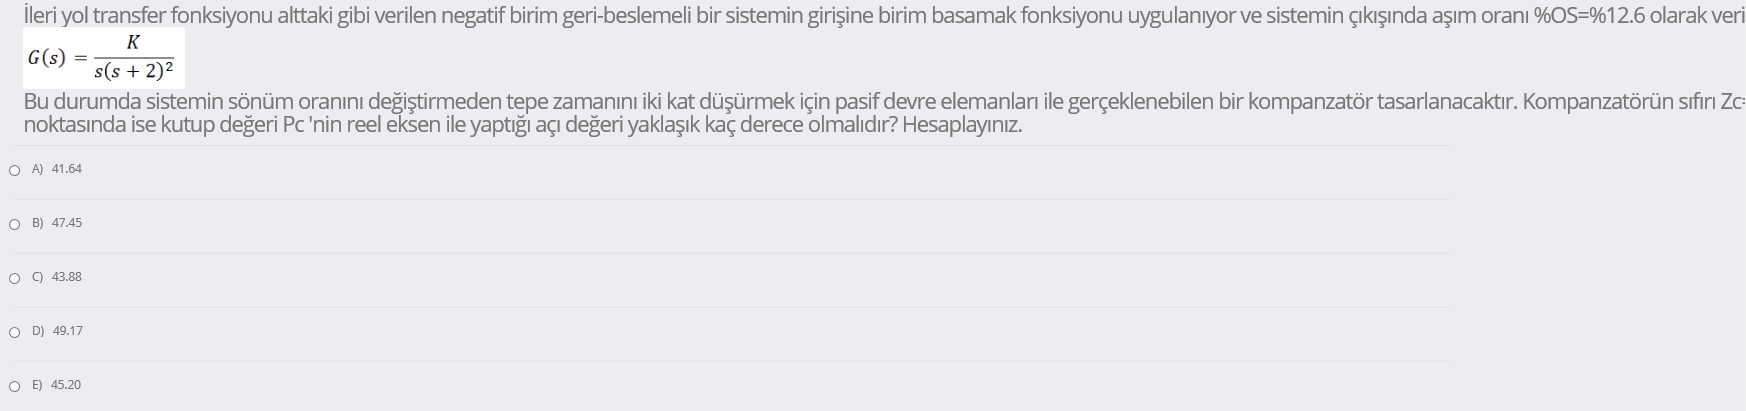 İleri yol transfer fonksiyonu alttaki gibi verilen negatif birim geri-beslemeli bir sistemin girişine birim basamak fonksiyonu uygulanıyor ve sistemin çıkışında aşım oranı %OS=%12.6 olarak veri
G(s) = K / s(s + 2)²
Bu durumda sistemin sönüm oranını değiştirmeden tepe zamanını iki kat düşürmek için pasif devre elemanları ile gerçeklenebilen bir kompanzatör tasarlanacaktır. Kompanzatörün sıfırı Zc=
noktasında ise kutup değeri Pc 'nin reel eksen ile yaptığı açı değeri yaklaşık kaç derece olmalıdır? Hesaplayınız.
A) 41.64
B) 47.45
C) 43.88
D) 49.17
E) 45.20